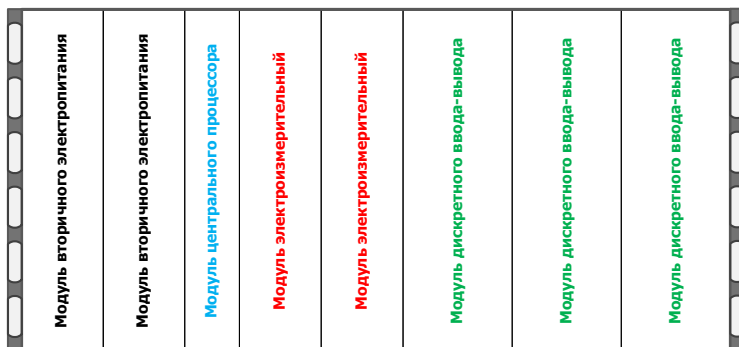 Модуль вторичного электропитания
Модуль вторичного электропитания
Модуль центрального процессора
Модуль электроизмерительный
Модуль электроизмерительный
Модуль дискретного ввода-вывода
Модуль дискретного ввода-вывода
Модуль дискретного ввода-вывода